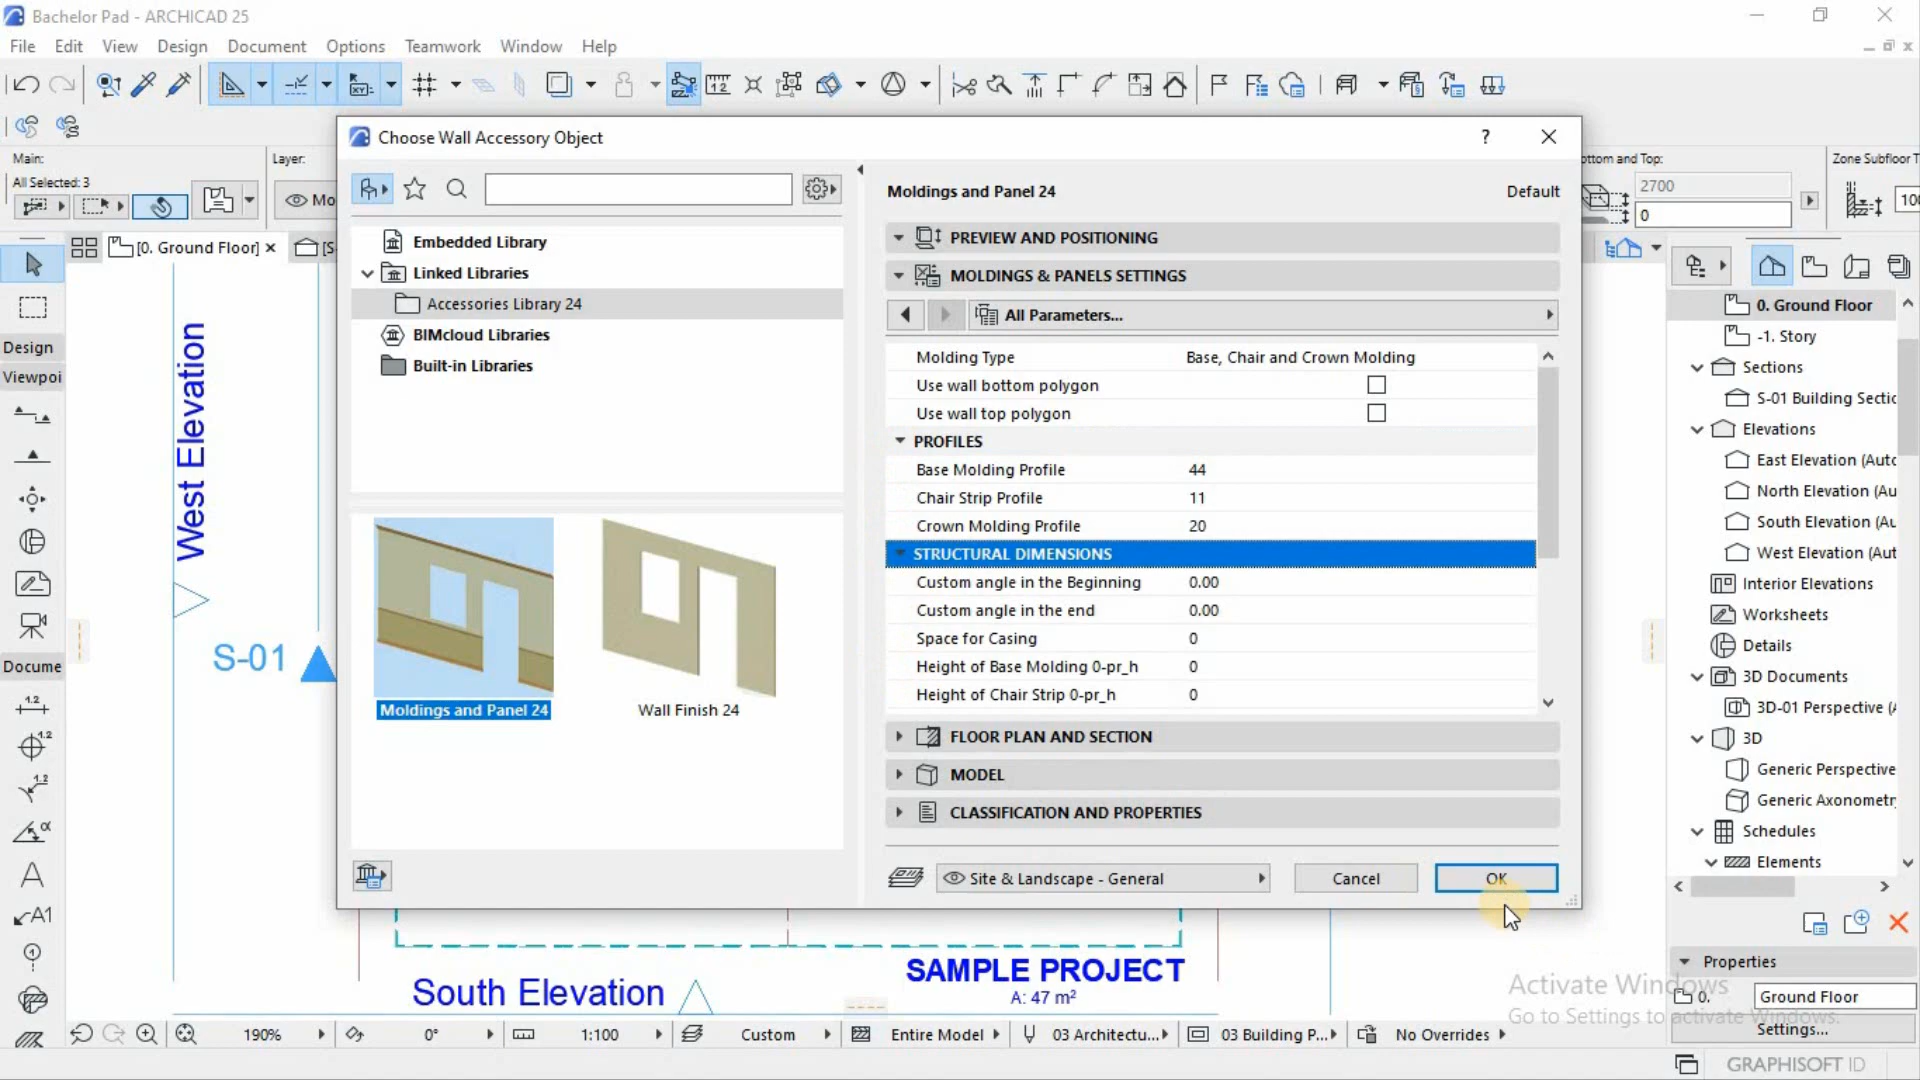 Bachelor Pad - ARCHICAD 25
File Edit View Design Document Options Teamwork Window Help
Main:
All Selected: 3
Layer:
Mo
ottom and Top:
2700
0
Zone Subfloor T
100
[0. Ground Floor]
[S-
Design
Viewpoi
Docume
West Elevation
S-01
South Elevation
SAMPLE PROJECT
A: 47 m²
Choose Wall Accessory Object
?
Embedded Library
Linked Libraries
Accessories Library 24
BIMcloud Libraries
Built-in Libraries
Moldings and Panel 24
Wall Finish 24
Moldings and Panel 24 Default
PREVIEW AND POSITIONING
MOLDINGS & PANELS SETTINGS
All Parameters...
Molding Type Base, Chair and Crown Molding
Use wall bottom polygon
Use wall top polygon
PROFILES
Base Molding Profile 44
Chair Strip Profile 11
Crown Molding Profile 20
STRUCTURAL DIMENSIONS
Custom angle in the Beginning 0.00
Custom angle in the end 0.00
Space for Casing 0
Height of Base Molding 0-pr_h 0
Height of Chair Strip 0-pr_h 0
FLOOR PLAN AND SECTION
MODEL
CLASSIFICATION AND PROPERTIES
Site & Landscape - General
Cancel
OK
0. Ground Floor
-1. Story
Sections
S-01 Building Sectic
Elevations
East Elevation (Autc
North Elevation (Au
South Elevation (Au
West Elevation (Aut
Interior Elevations
Worksheets
Details
3D Documents
3D-01 Perspective (A
3D
Generic Perspective
Generic Axonometr
Schedules
Elements
Properties
0. Ground Floor
Settings...
Activate Windows
Go to Settings to activate Windows.
190% 0° 1:100 Custom Entire Model 03 Architectu... 03 Building P... No Overrides
GRAPHISOFT ID